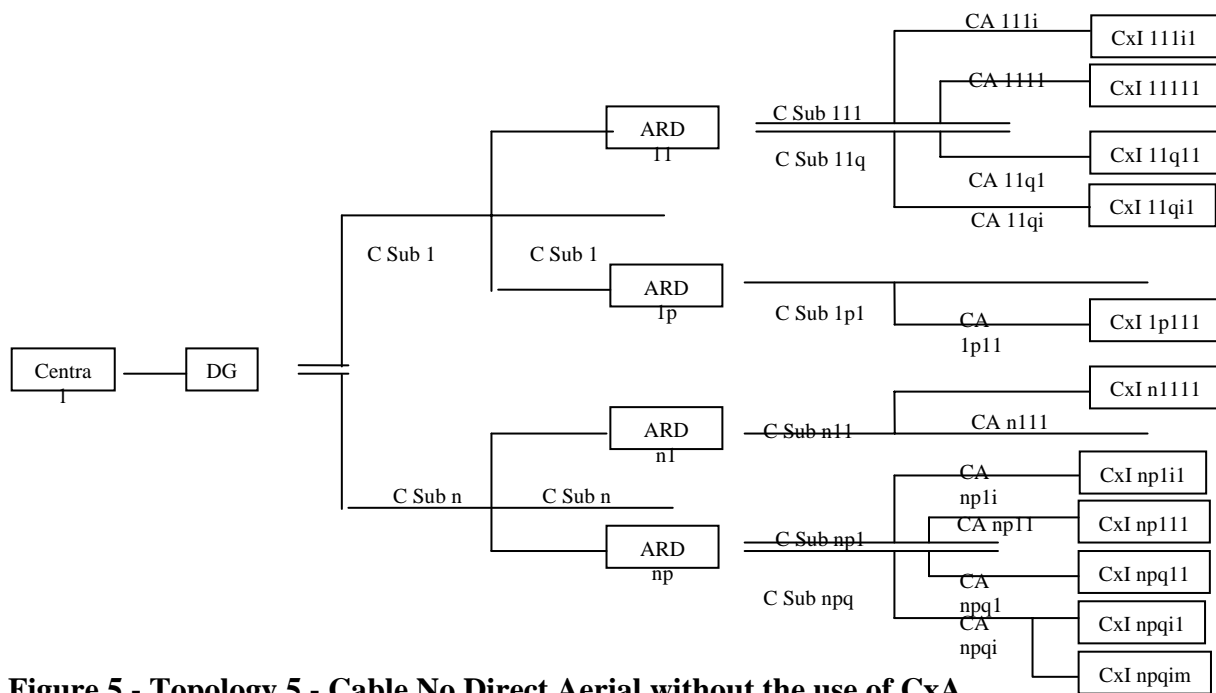 CA 111i
CxI 111i1
CA 1111
CxI 11111
ARD
11
C Sub 111
C Sub 11q
CxI 11q11
CA 11q1
CxI 11qi1
CA 11qi
C Sub 1
C Sub 1
ARD
1p
C Sub 1p1
CA
1p11
CxI 1p111
Centra
l
DG
CxI n1111
ARD
n1
C Sub n11
CA n111
C Sub n
C Sub n
CA
np1i
CxI np1i1
CA np11
CxI np111
ARD
np
C Sub np1
C Sub npq
CA
npq1
CxI npq11
CA
npqi
CxI npqi1
CxI npqim
Figure 5 - Topology 5 - Cable No Direct Aerial without the use of CxA